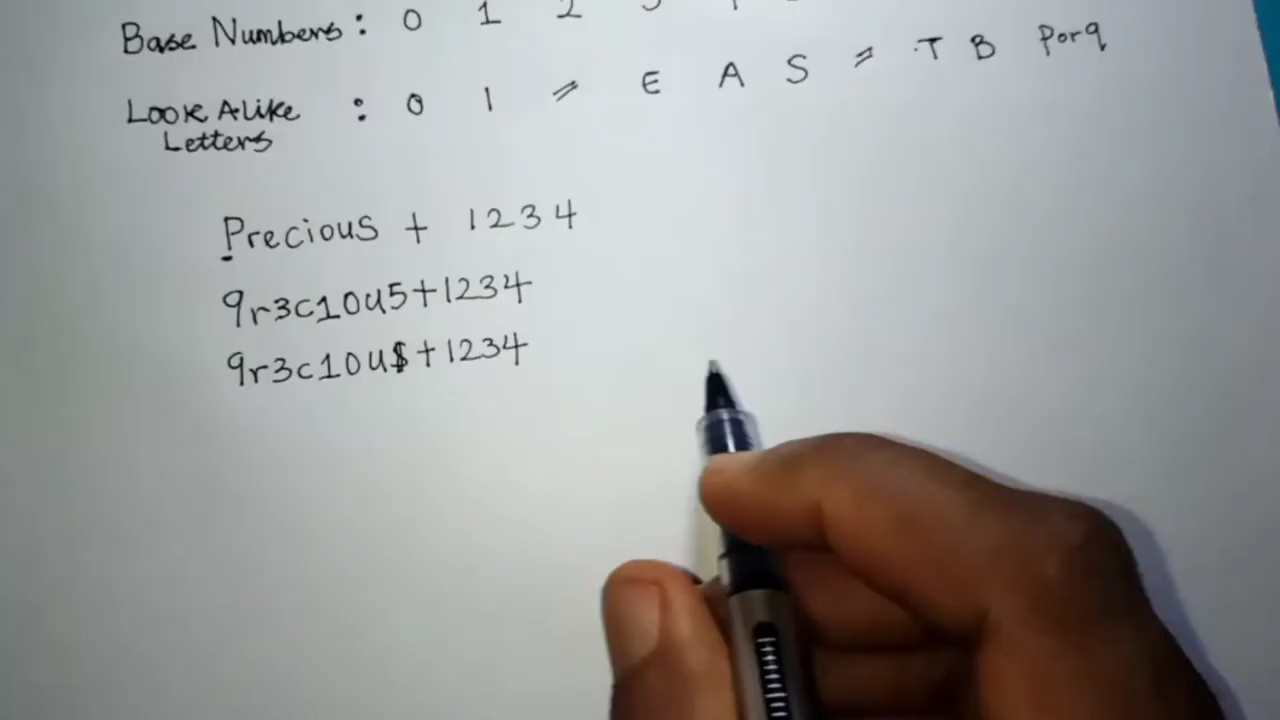 Base Numbers : 0 1 2
Look Alike : 0 1 = E A S = T B P or q
Letters
Precious + 1234
9r3c10u5+1234
9r3c10u$+1234